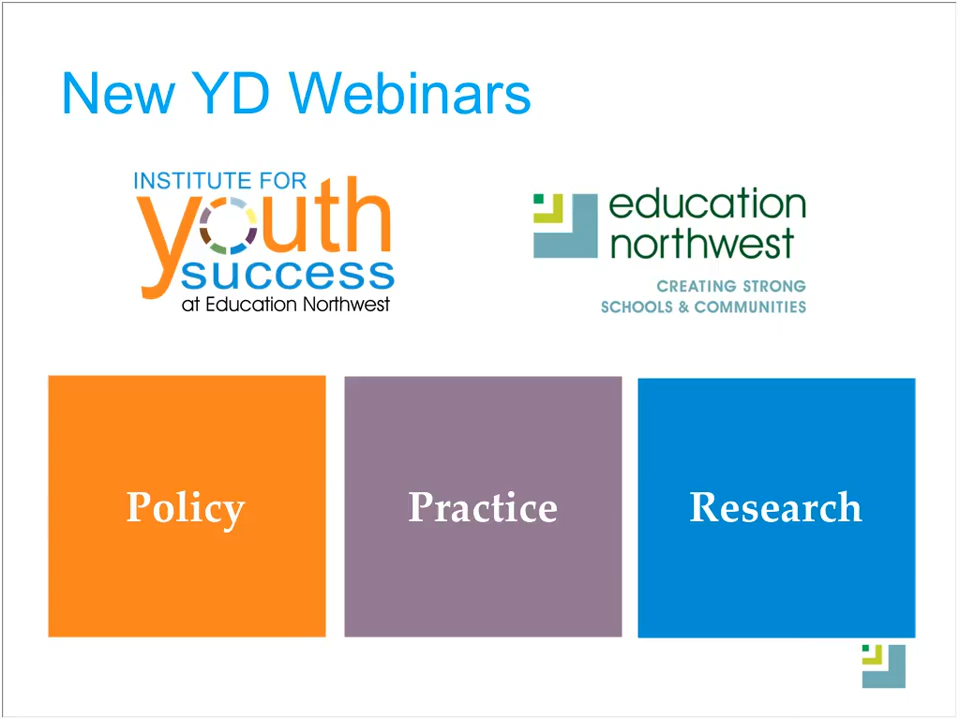 New YD Webinars
INSTITUTE FOR
youth
success
at Education Northwest
education
northwest
CREATING STRONG
SCHOOLS & COMMUNITIES
Policy
Practice
Research